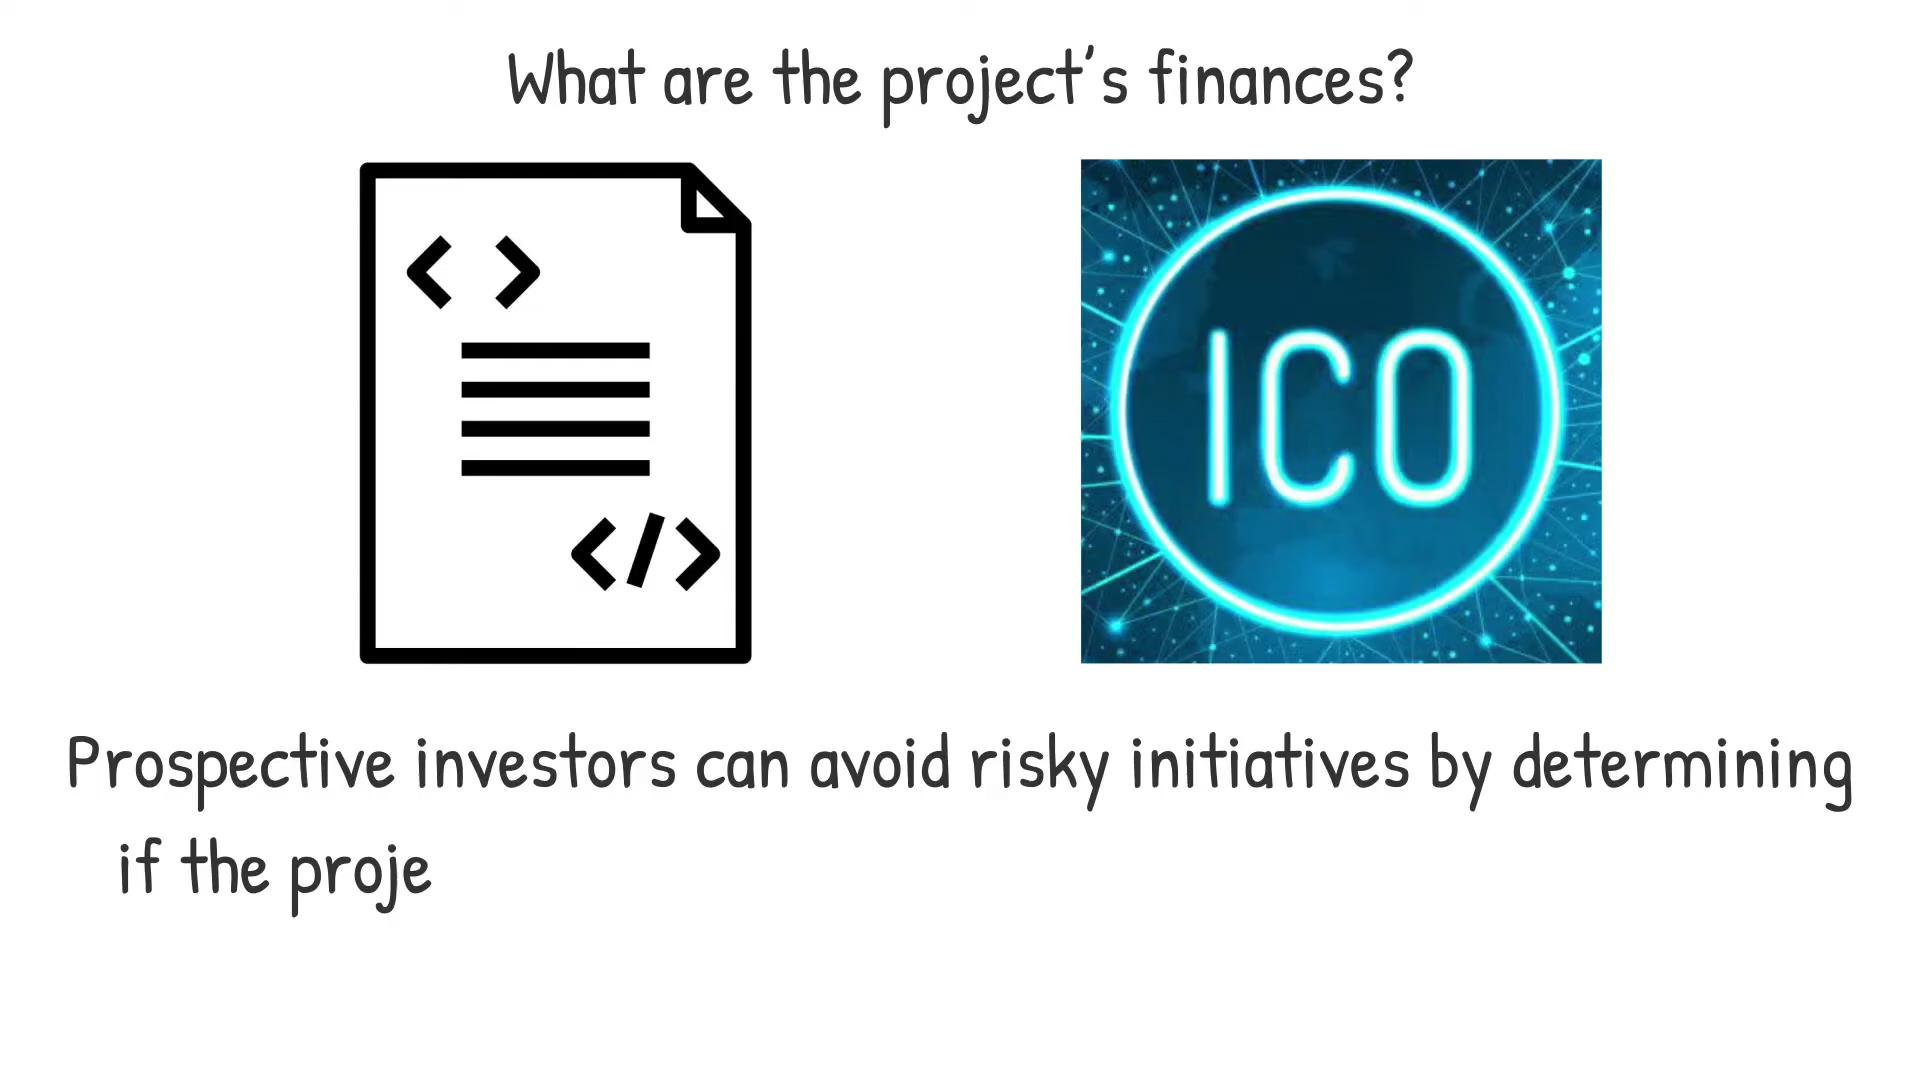 What are the project's finances?
< >
</>
ICO
Prospective investors can avoid risky initiatives by determining
if the proje